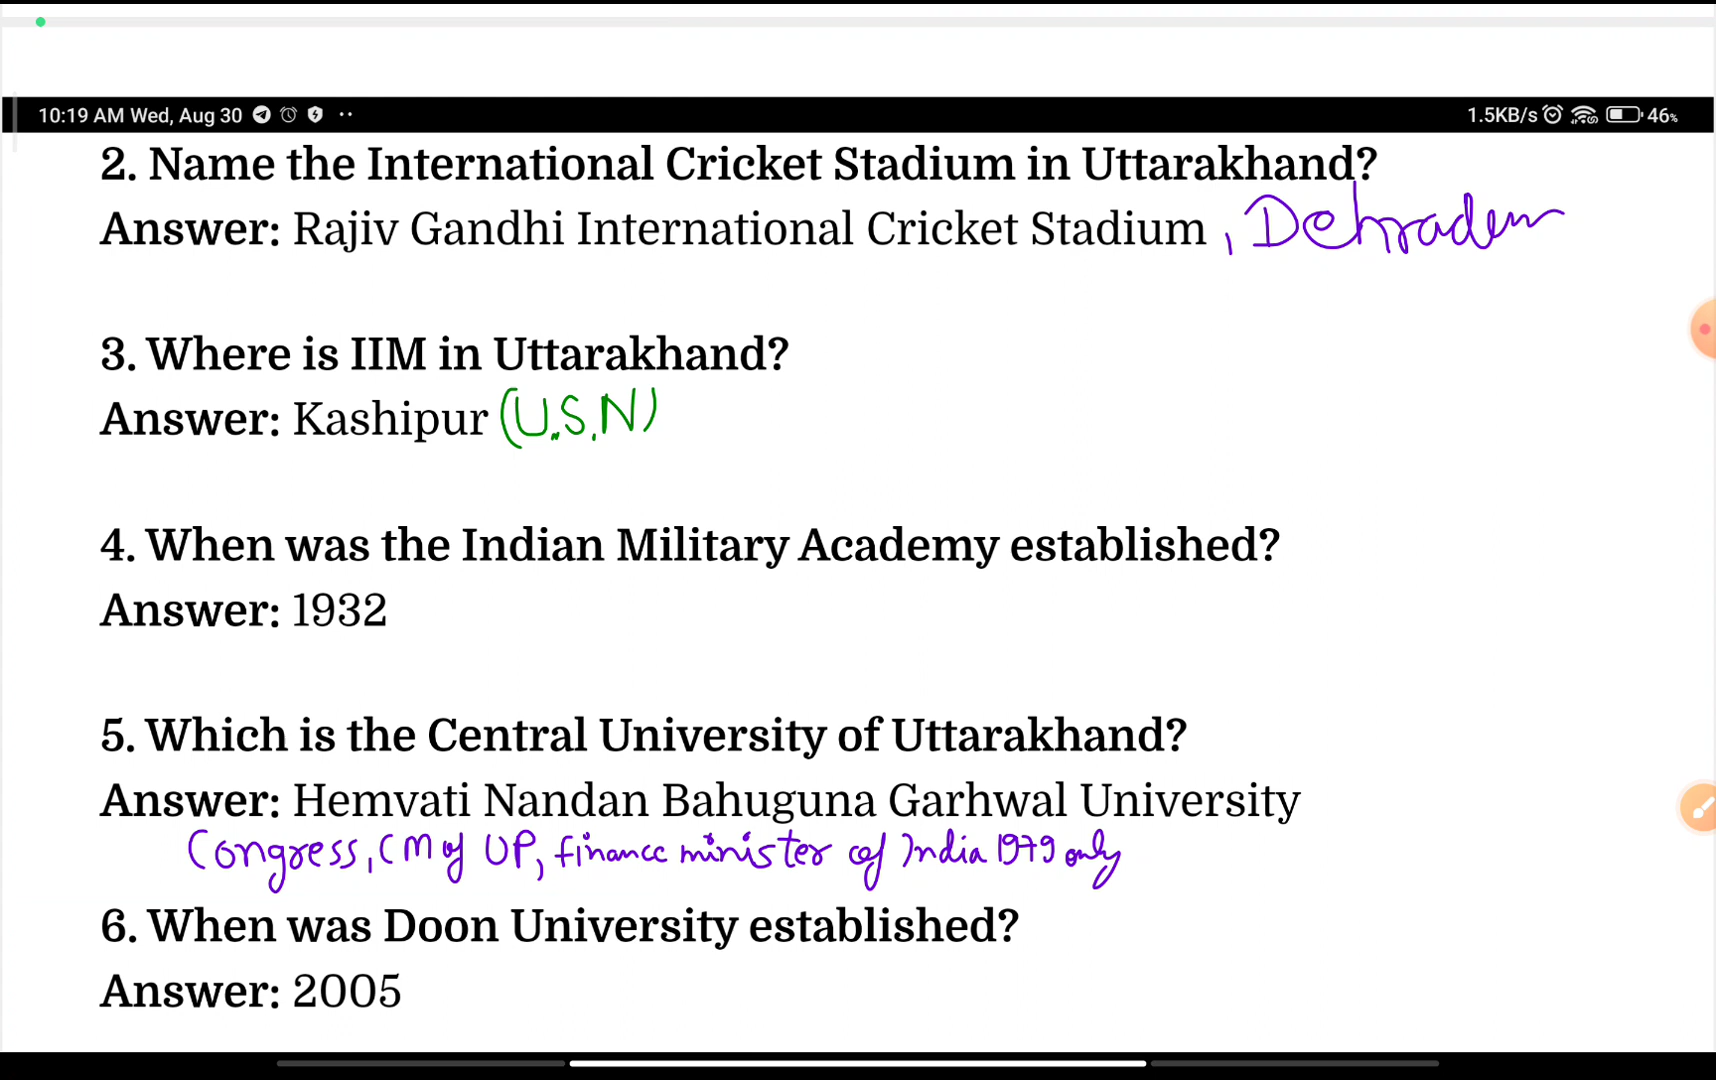 10:19 AM Wed, Aug 30 1.5KB/s 46%
2. Name the International Cricket Stadium in Uttarakhand?
Answer: Rajiv Gandhi International Cricket Stadium , Dehradun
3. Where is IIM in Uttarakhand?
Answer: Kashipur (U.S.N)
4. When was the Indian Military Academy established?
Answer: 1932
5. Which is the Central University of Uttarakhand?
Answer: Hemvati Nandan Bahuguna Garhwal University
Congress, CM of UP, finance minister of India 1979 only
6. When was Doon University established?
Answer: 2005